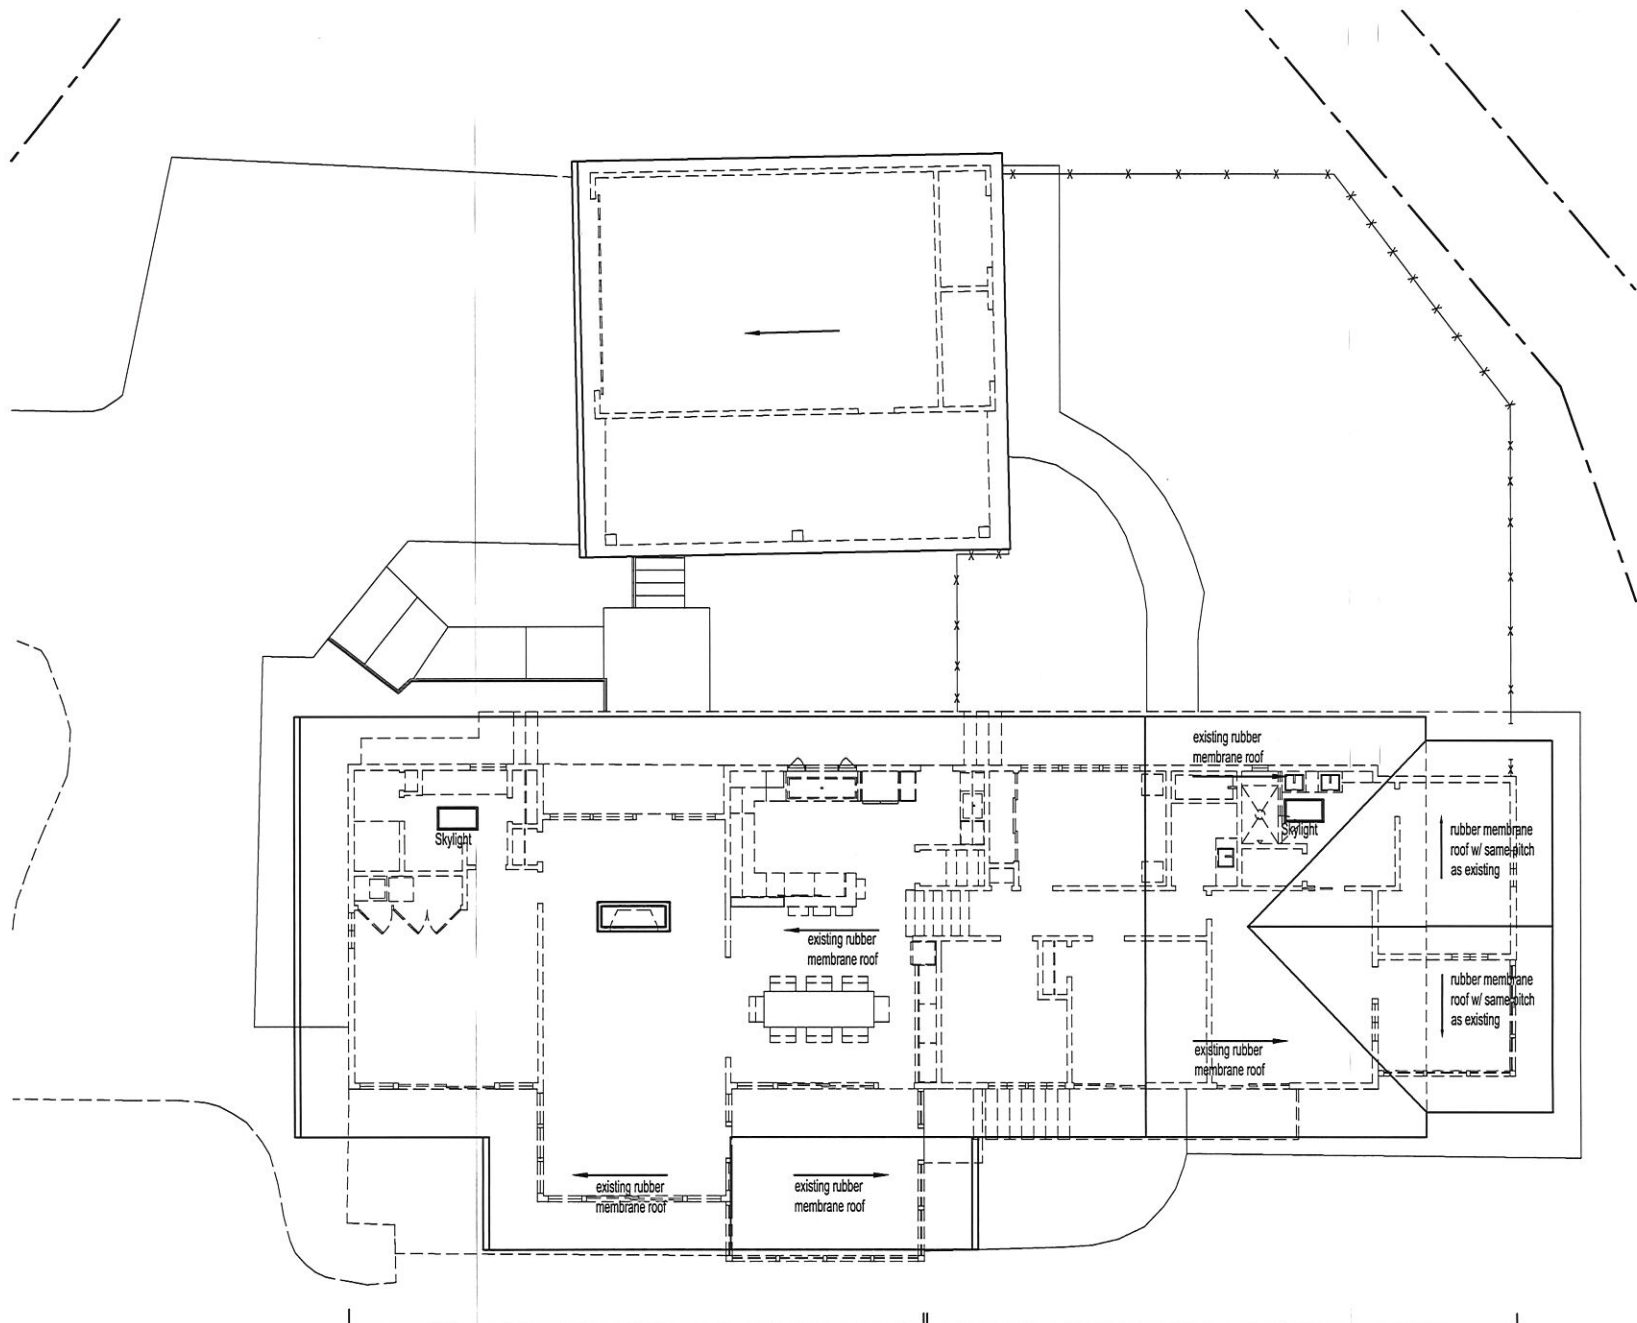 existing rubber
membrane roof
Skylight
Skylight
rubber membrane
roof w/ same pitch
as existing
existing rubber
membrane roof
rubber membrane
roof w/ same pitch
as existing
existing rubber
membrane roof
existing rubber
membrane roof
existing rubber
membrane roof